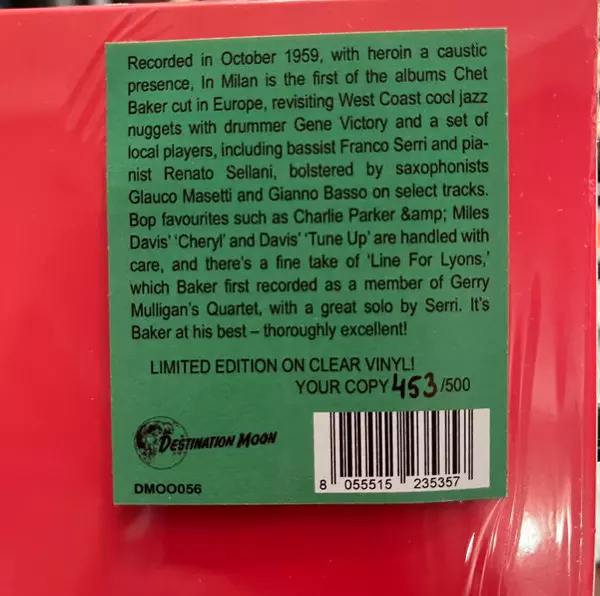 Recorded in October 1959, with heroin a caustic
presence, In Milan is the first of the albums Chet
Baker cut in Europe, revisiting West Coast cool jazz
nuggets with drummer Gene Victory and a set of
local players, including bassist Franco Serri and pia-
nist Renato Sellani, bolstered by saxophonists
Glauco Masetti and Gianno Basso on select tracks.
Bop favourites such as Charlie Parker &amp; Miles
Davis' 'Cheryl' and Davis' 'Tune Up' are handled with
care, and there's a fine take of 'Line For Lyons,'
which Baker first recorded as a member of Gerry
Mulligan's Quartet, with a great solo by Serri. It's
Baker at his best – thoroughly excellent!
LIMITED EDITION ON CLEAR VINYL!
YOUR COPY 453/500
DESTINATION MOON
DMOO056
8 055515 235357